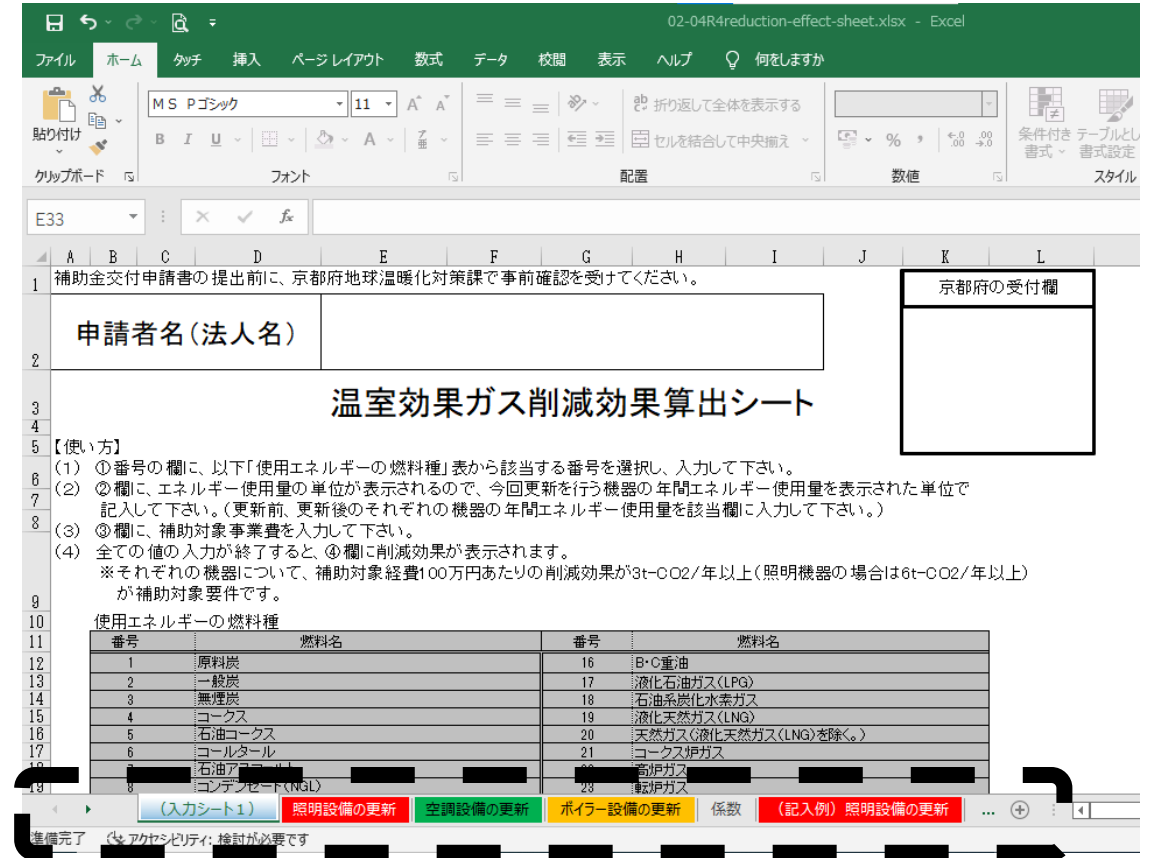 02-04R4reduction-effect-sheet.xlsx - Excel
ファイル ホーム タッチ 挿入 ページ レイアウト 数式 データ 校閲 表示 ヘルプ 何をしますか
貼り付け
ＭＳ Ｐゴシック 11 A A
B I U A
ab 折り返して全体を表示する
セルを結合して中央揃え
% , .00
条件付き書式
クリップボード フォント 配置 数値 スタイル
E33 fx
A B C D E F G H I J K L
1 補助金交付申請書の提出前に、京都府地球温暖化対策課で事前確認を受けてください。
京都府の受付欄
2 申請者名(法人名)
3 温室効果ガス削減効果算出シート
4
5 【使い方】
6 (1) ①番号の欄に、以下「使用エネルギーの燃料種」表から該当する番号を選択し、入力して下さい。
7 (2) ②欄に、エネルギー使用量の単位が表示されるので、今回更新を行う機器の年間エネルギー使用量を表示された単位で
記入して下さい。(更新前、更新後のそれぞれの機器の年間エネルギー使用量を該当欄に入力して下さい。)
8 (3) ③欄に、補助対象事業費を入力して下さい。
(4) 全ての値の入力が終了すると、④欄に削減効果が表示されます。
※それぞれの機器について、補助対象経費100万円あたりの削減効果が3t-CO2/年以上(照明機器の場合は6t-CO2/年以上)
9 が補助対象要件です。
10 使用エネルギーの燃料種
11 番号 燃料名 番号 燃料名
12 1 原料炭 16 B・C重油
13 2 一般炭 17 液化石油ガス(LPG)
14 3 無煙炭 18 石油系炭化水素ガス
15 4 コークス 19 液化天然ガス(LNG)
16 5 石油コークス 20 天然ガス(液化天然ガス(LNG)を除く。)
17 6 コールタール 21 コークス炉ガス
高炉ガス
19 8 コンデンセート(NGL) 23 転炉ガス
(入力シート1) 照明設備の更新 空調設備の更新 ボイラー設備の更新 係数 (記入例)照明設備の更新 ...
準備完了 アクセシビリティ: 検討が必要です